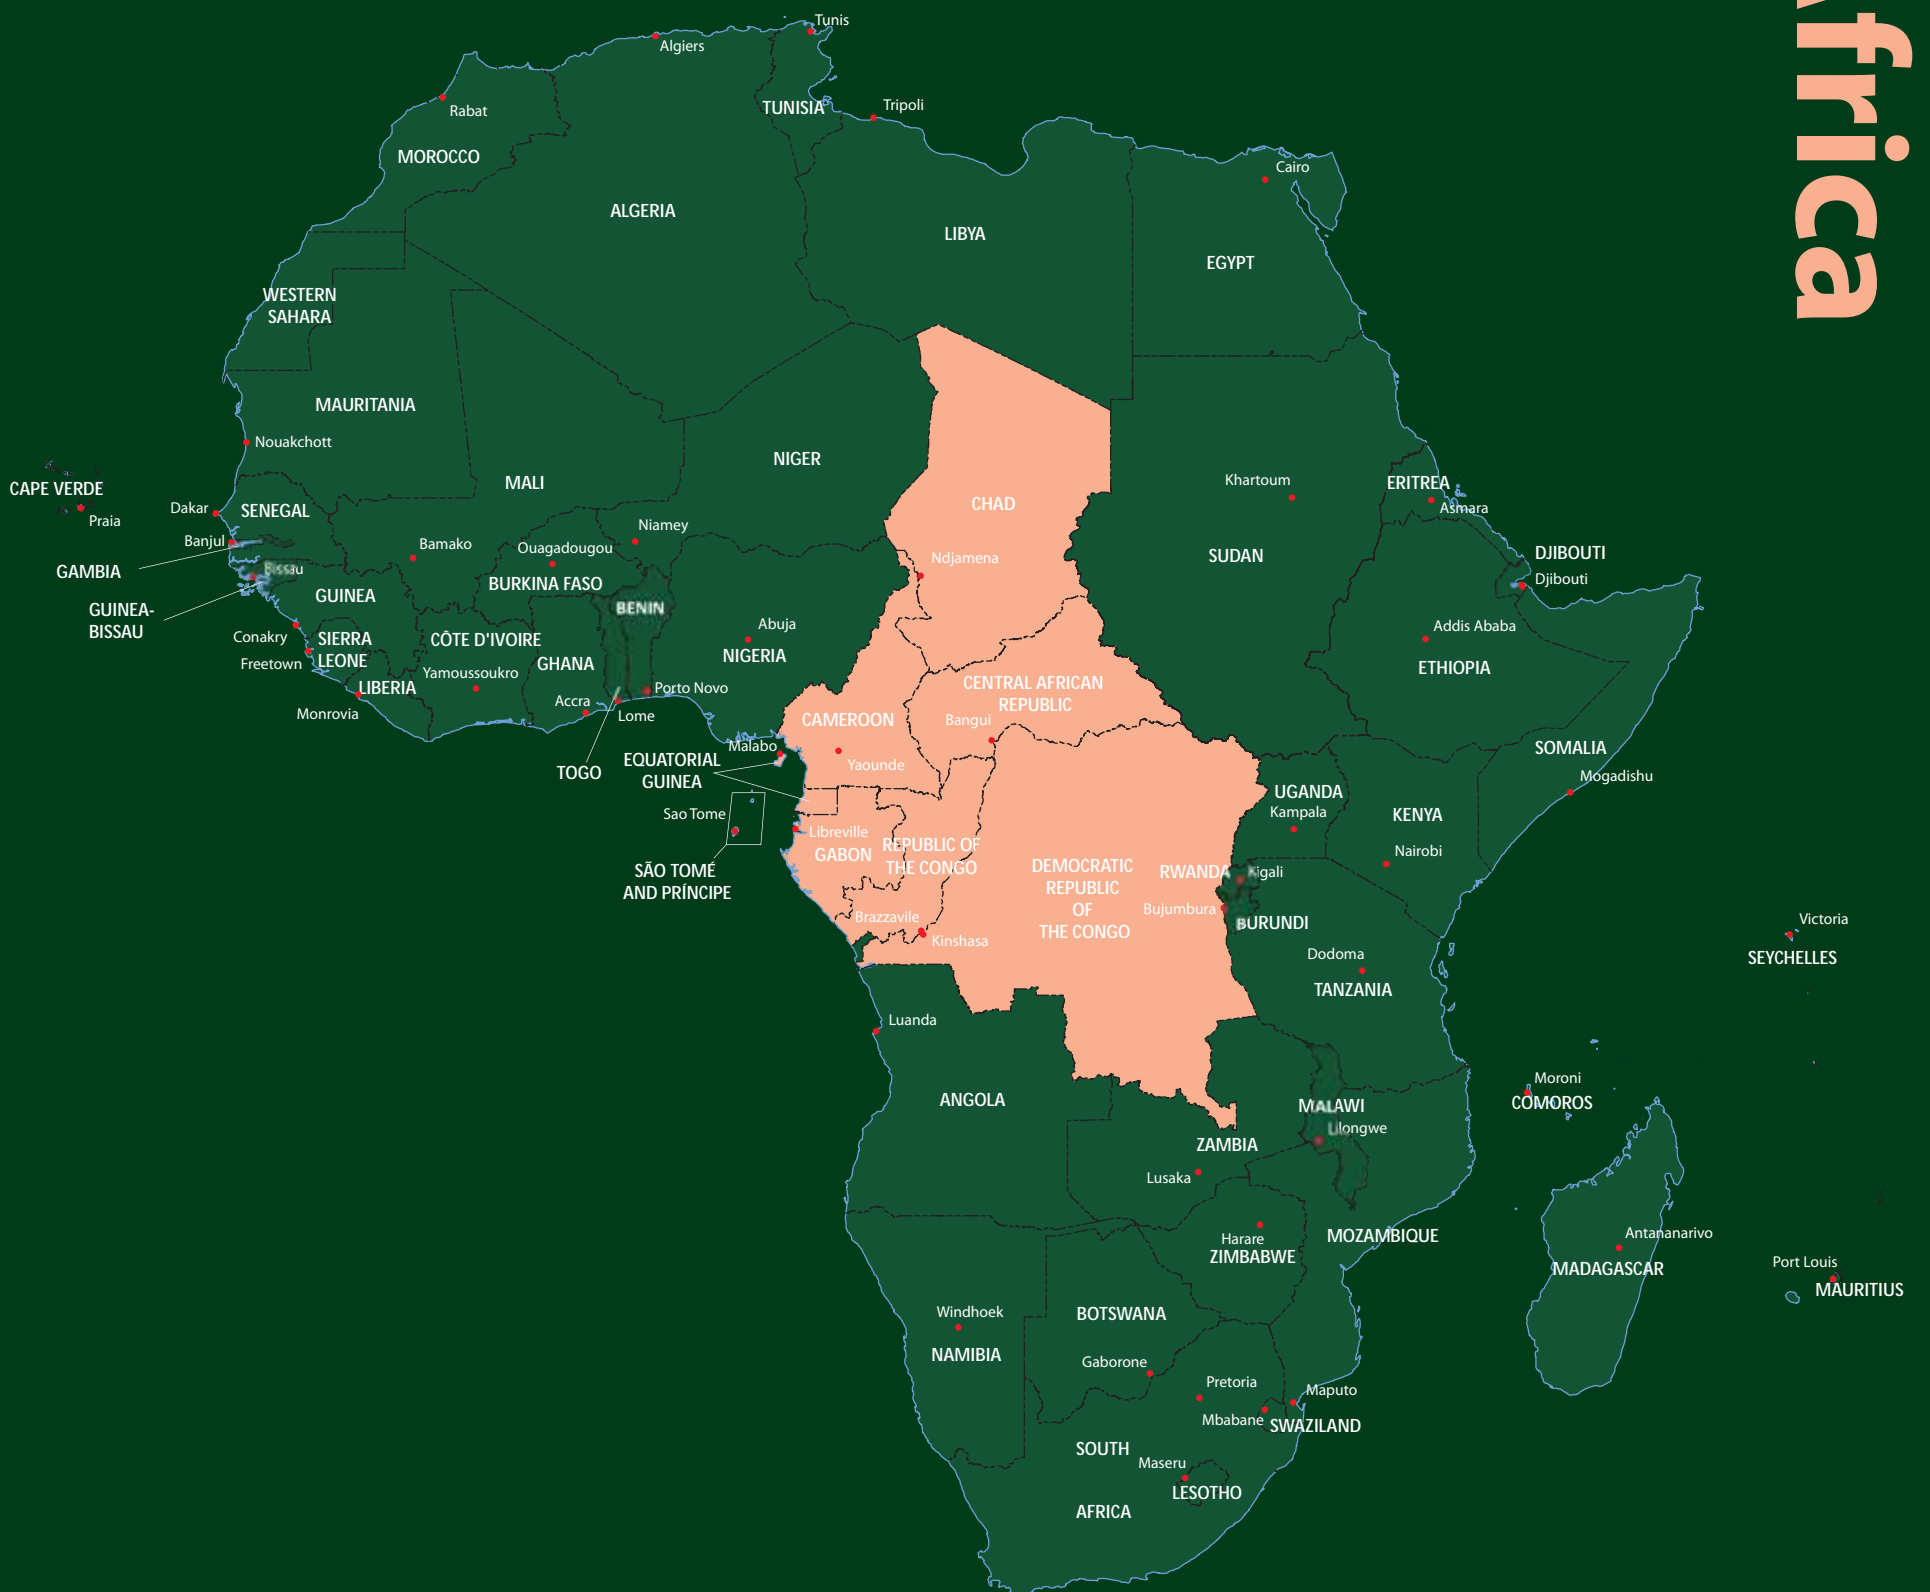 frica
Tunis
Algiers
Rabat
TUNISIA
Tripoli
MOROCCO
Cairo
ALGERIA
LIBYA
EGYPT
WESTERN
SAHARA
MAURITANIA
Nouakchott
NIGER
MALI
CHAD
Khartoum
ERITREA
Asmara
CAPE VERDE
Praia
Dakar
SENEGAL
Banjul
Bamako
Niamey
Ouagadougou
BURKINA FASO
Ndjamena
SUDAN
DJIBOUTI
Djibouti
GAMBIA
Bissau
GUINEA
GUINEA-
BISSAU
BENIN
Abuja
NIGERIA
Addis Ababa
ETHIOPIA
Conakry
SIERRA
LEONE
Freetown
CÔTE D'IVOIRE
GHANA
Yamoussoukro
LIBERIA
Monrovia
Accra
Porto Novo
Lome
TOGO
CENTRAL AFRICAN
REPUBLIC
Bangui
CAMEROON
Yaounde
Malabo
EQUATORIAL
GUINEA
SOMALIA
Mogadishu
UGANDA
Kampala
KENYA
Nairobi
Sao Tome
Libreville
GABON
REPUBLIC OF
THE CONGO
SÃO TOMÉ
AND PRÍNCIPE
DEMOCRATIC
REPUBLIC
OF
THE CONGO
RWANDA
Kigali
Bujumbura
BURUNDI
Brazzavile
Kinshasa
Dodoma
TANZANIA
Victoria
SEYCHELLES
Luanda
ANGOLA
MALAWI
Lilongwe
ZAMBIA
Lusaka
Moroni
COMOROS
Harare
ZIMBABWE
MOZAMBIQUE
Antananarivo
MADAGASCAR
Port Louis
MAURITIUS
Windhoek
NAMIBIA
BOTSWANA
Gaborone
Pretoria
Maputo
Mbabane
SWAZILAND
SOUTH
AFRICA
Maseru
LESOTHO